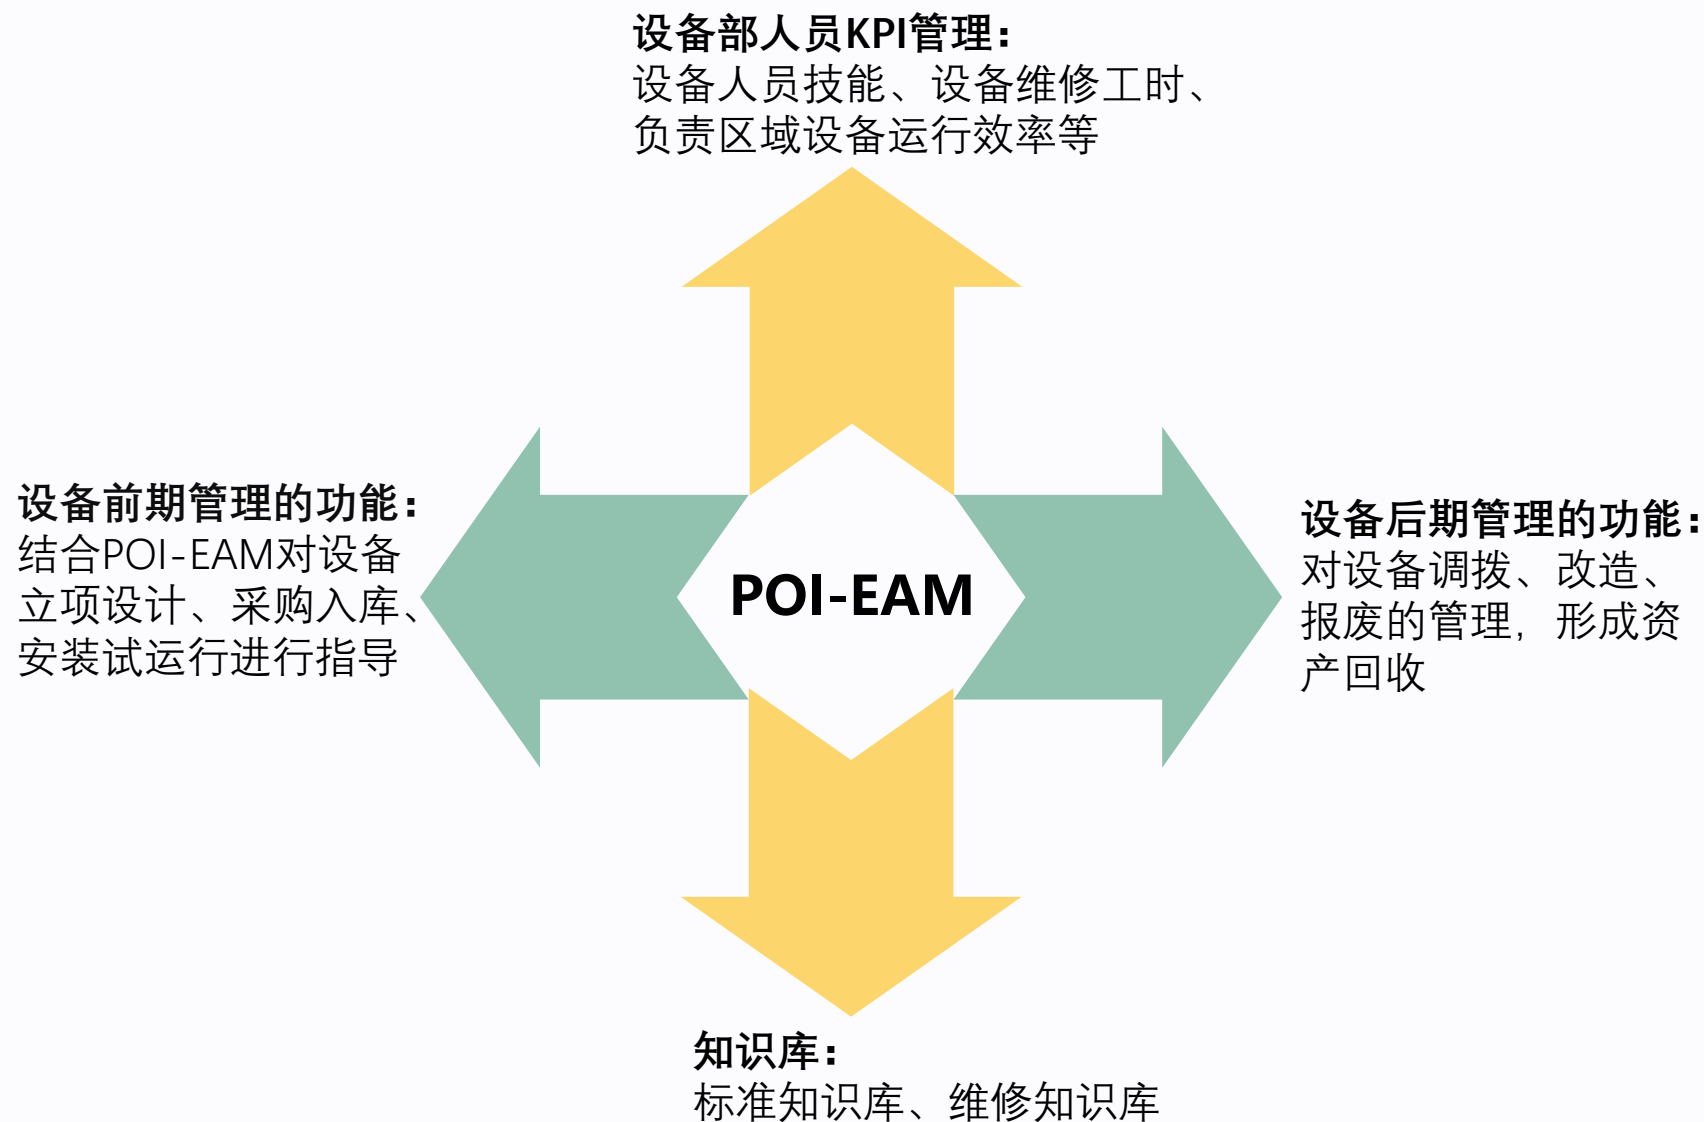 设备部人员KPI管理：
设备人员技能、设备维修工时、
负责区域设备运行效率等
设备前期管理的功能：
结合POI-EAM对设备
立项设计、采购入库、
安装试运行进行指导
POI-EAM
设备后期管理的功能：
对设备调拨、改造、
报废的管理，形成资
产回收
知识库：
标准知识库、维修知识库